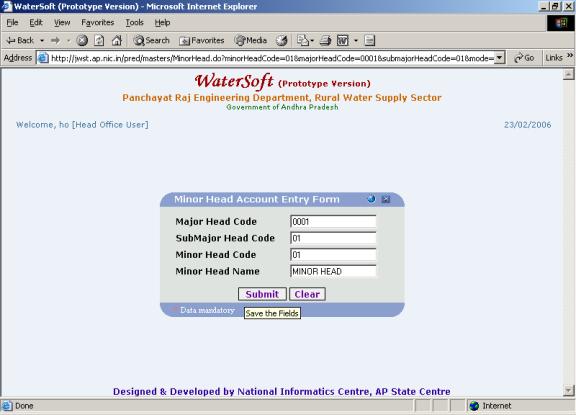 WaterSoft (Prototype Version) - Microsoft Internet Explorer
File Edit View Favorites Tools Help
Back Search Favorites Media
Address http://jwst.ap.nic.in/pred/masters/MinorHead.do?minorHeadCode=01&majorHeadCode=0001&submajorHeadCode=01&mode= Go Links »
WaterSoft (Prototype Version)
Panchayat Raj Engineering Department, Rural Water Supply Sector
Government of Andhra Pradesh
Welcome, ho [Head Office User] 23/02/2006
Minor Head Account Entry Form
Major Head Code 0001
SubMajor Head Code 01
Minor Head Code 01
Minor Head Name MINOR HEAD
Submit Clear
* Data mandatory
Save the Fields
Designed & Developed by National Informatics Centre, AP State Centre
Done Internet